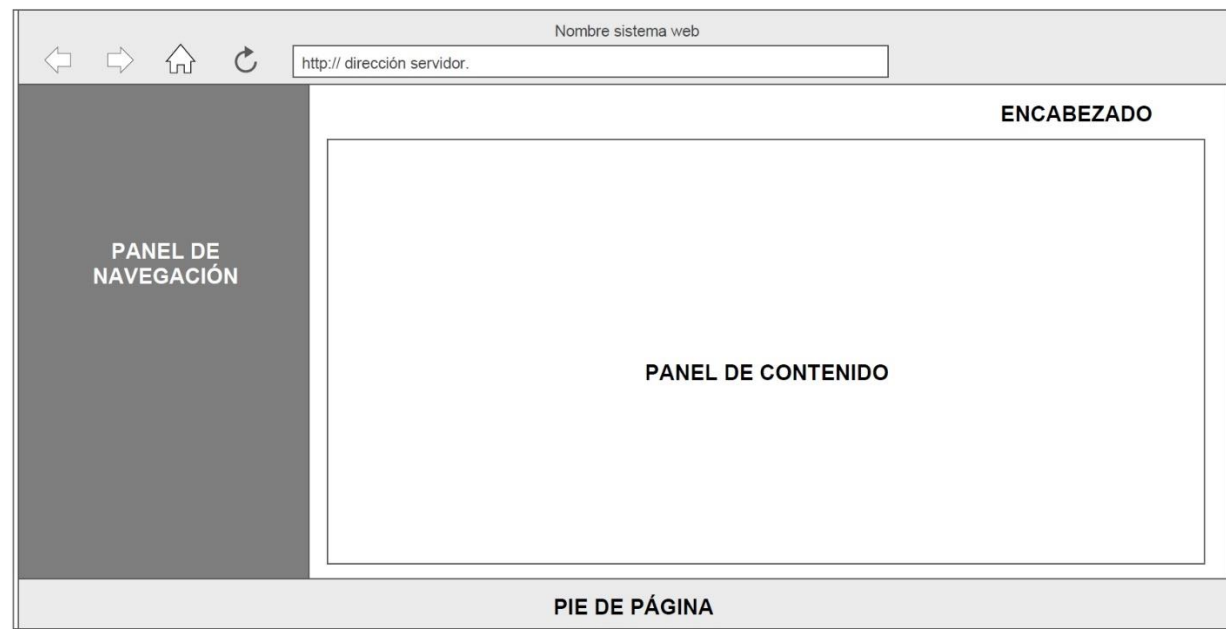 Nombre sistema web
http:// dirección servidor.
ENCABEZADO
PANEL DE
NAVEGACIÓN
PANEL DE CONTENIDO
PIE DE PÁGINA